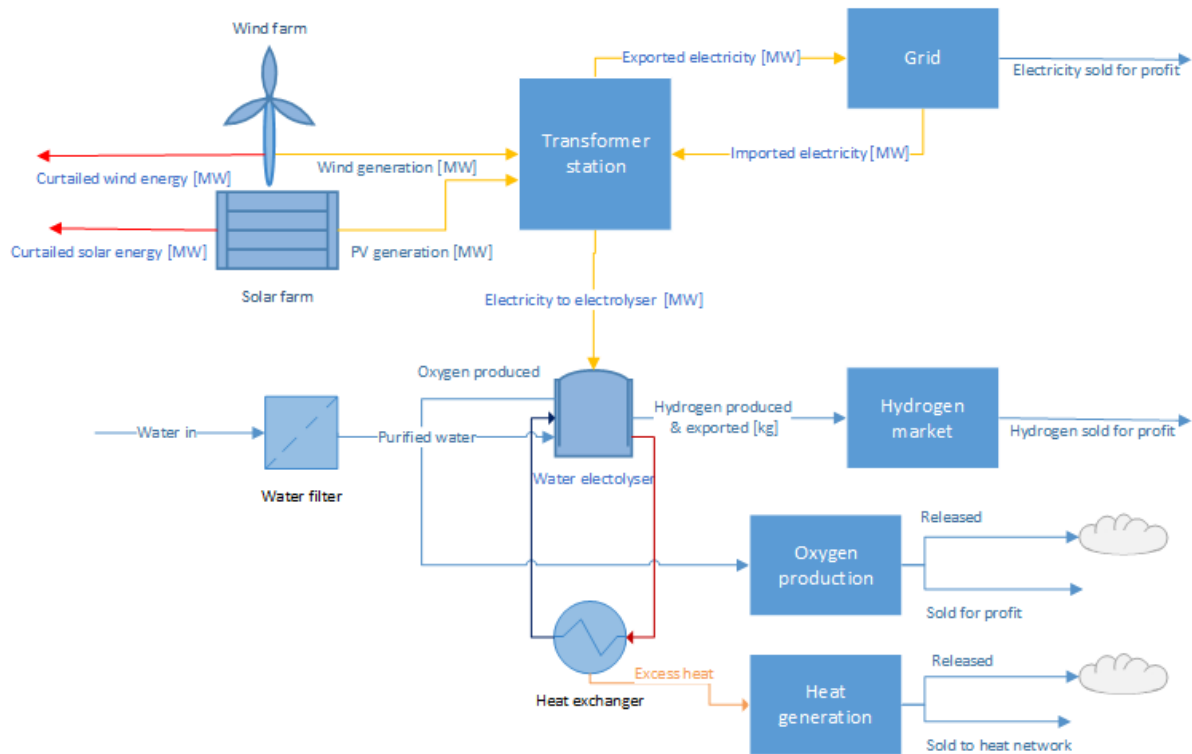 Wind farm
Exported electricity [MW]
Grid
Electricity sold for profit
Transformer
station
Wind generation [MW]
Imported electricity [MW]
Curtailed wind energy [MW]
Curtailed solar energy [MW]
PV generation [MW]
Solar farm
Electricity to electrolyser [MW]
Oxygen produced
Hydrogen produced
& exported [kg]
Hydrogen
market
Hydrogen sold for profit
Water in
Purified water
Water filter
Water electolyser
Released
Oxygen
production
Sold for profit
Released
Excess heat
Heat exchanger
Heat
generation
Sold to heat network